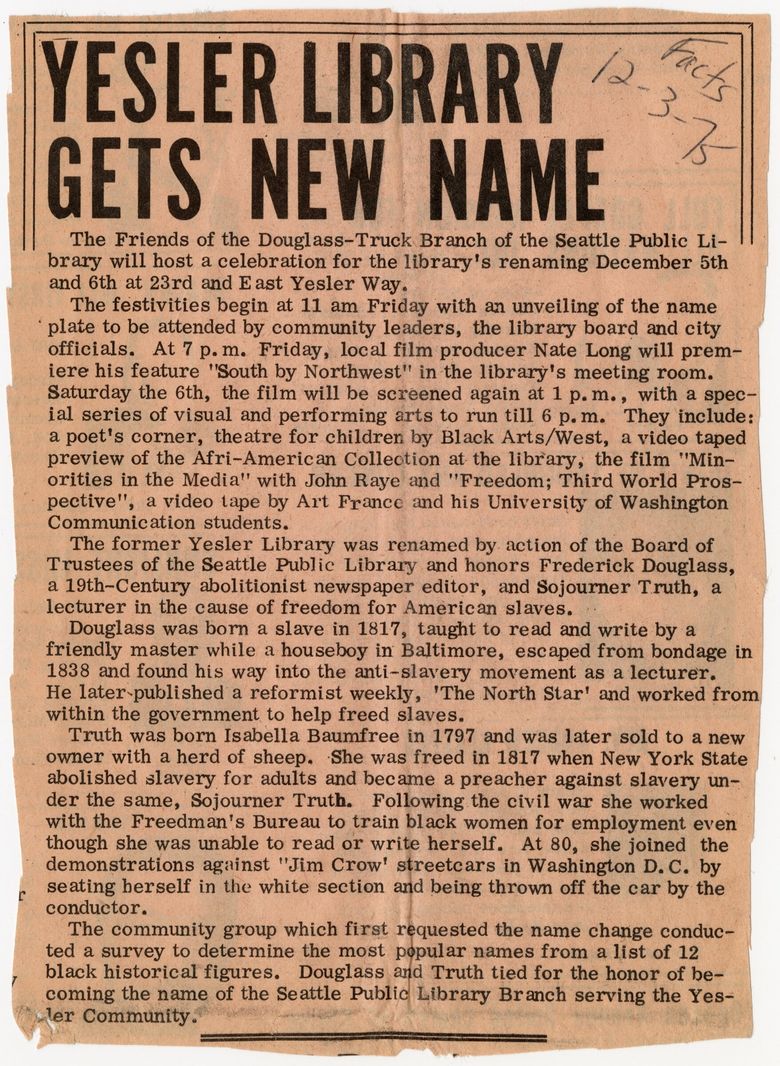 YESLER LIBRARY
GETS NEW NAME
Facts
12-3-75
The Friends of the Douglass-Truck Branch of the Seattle Public Li-
brary will host a celebration for the library's renaming December 5th
and 6th at 23rd and East Yesler Way.
The festivities begin at 11 am Friday with an unveiling of the name
plate to be attended by community leaders, the library board and city
officials. At 7 p.m. Friday, local film producer Nate Long will prem-
iere his feature "South by Northwest" in the library's meeting room.
Saturday the 6th, the film will be screened again at 1 p.m., with a spec-
ial series of visual and performing arts to run till 6 p.m. They include:
a poet's corner, theatre for children by Black Arts/West, a video taped
preview of the Afri-American Collection at the library, the film "Min-
orities in the Media" with John Raye and "Freedom; Third World Pros-
pective", a video tape by Art France and his University of Washington
Communication students.
The former Yesler Library was renamed by action of the Board of
Trustees of the Seattle Public Library and honors Frederick Douglass,
a 19th-Century abolitionist newspaper editor, and Sojourner Truth, a
lecturer in the cause of freedom for American slaves.
Douglass was born a slave in 1817, taught to read and write by a
friendly master while a houseboy in Baltimore, escaped from bondage in
1838 and found his way into the anti-slavery movement as a lecturer.
He later published a reformist weekly, 'The North Star' and worked from
within the government to help freed slaves.
Truth was born Isabella Baumfree in 1797 and was later sold to a new
owner with a herd of sheep. She was freed in 1817 when New York State
abolished slavery for adults and became a preacher against slavery un-
der the same, Sojourner Truth. Following the civil war she worked
with the Freedman's Bureau to train black women for employment even
though she was unable to read or write herself. At 80, she joined the
demonstrations against "Jim Crow' streetcars in Washington D.C. by
seating herself in the white section and being thrown off the car by the
conductor.
The community group which first requested the name change conduc-
ted a survey to determine the most popular names from a list of 12
black historical figures. Douglass and Truth tied for the honor of be-
coming the name of the Seattle Public Library Branch serving the Yes-
ler Community.